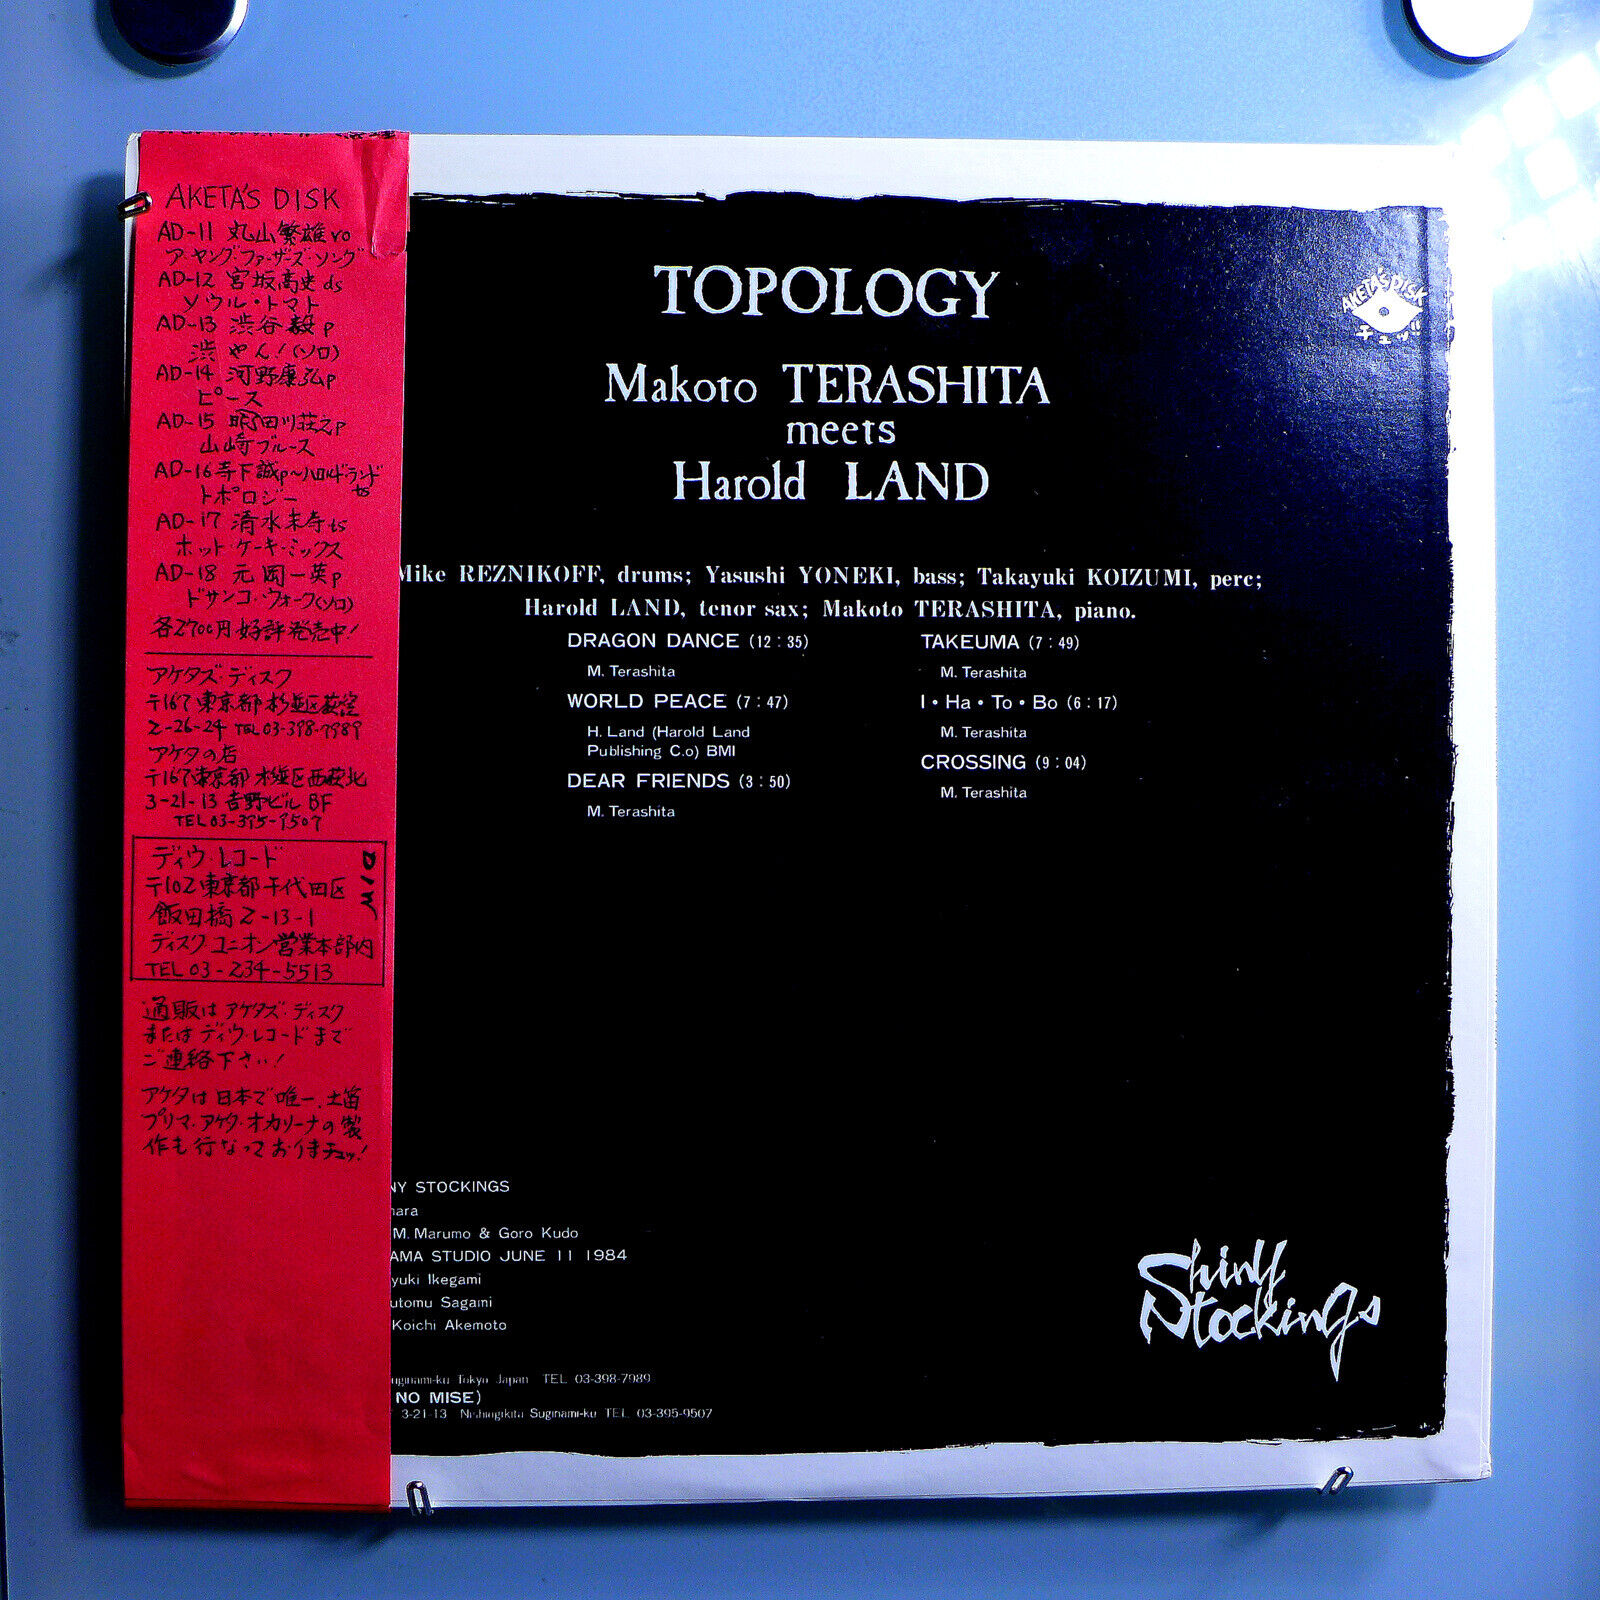 AKETA'S DISK
AD-11 丸山繁雄 vo
ア・ヤング・ファーザーズ・ソング
AD-12 宮坂高史 ds
ソウル・トマト
AD-13 渋谷毅 p
渋やん!(ソロ)
AD-14 河野康弘 p
ピース
AD-15 明田川荘之 p
山崎ブルース
AD-16 寺下誠 p〜ハロルド・ランド ts
トポロジー
AD-17 清水末寿 ts
ホット・ケーキ・ミックス
AD-18 元岡一英 p
ドサンコ・ウォーク(ソロ)
各2700円 好評発売中!
アケタズ・ディスク
〒167 東京都杉並区荻窪
2-26-24 TEL 03-398-7989
アケタの店
〒167 東京都杉並区西荻北
3-21-13 吉野ビル BF
TEL 03-395-9507
ディウ・レコード
DIW
〒102 東京都千代田区
飯田橋 2-13-1
ディスクユニオン営業本部内
TEL 03-234-5513
通販はアケタズ・ディスク
またはディウ・レコードまで
ご連絡下さい!
アケタは日本で唯一、土笛
プリマ・アケタ・オカリーナの製
作も行なっておりまチュッ!
TOPOLOGY
AKETA'S DISK
Makoto TERASHITA
meets
Harold LAND
Mike REZNIKOFF, drums; Yasushi YONEKI, bass; Takayuki KOIZUMI, perc;
Harold LAND, tenor sax; Makoto TERASHITA, piano.
DRAGON DANCE (12:35)
M. Terashita
WORLD PEACE (7:47)
H. Land (Harold Land
Publishing C.o) BMI
DEAR FRIENDS (3:50)
M. Terashita
TAKEUMA (7:49)
M. Terashita
I・Ha・To・Bo (6:17)
M. Terashita
CROSSING (9:04)
M. Terashita
NY STOCKINGS
hara
M. Marumo & Goro Kudo
AMA STUDIO JUNE 11 1984
yuki Ikegami
utomu Sagami
Koichi Akemoto
Suginami-ku Tokyo Japan TEL 03-398-7989
NO MISE)
3-21-13 Nishiogikita Suginami-ku TEL 03-395-9507
Shiny
Stockings